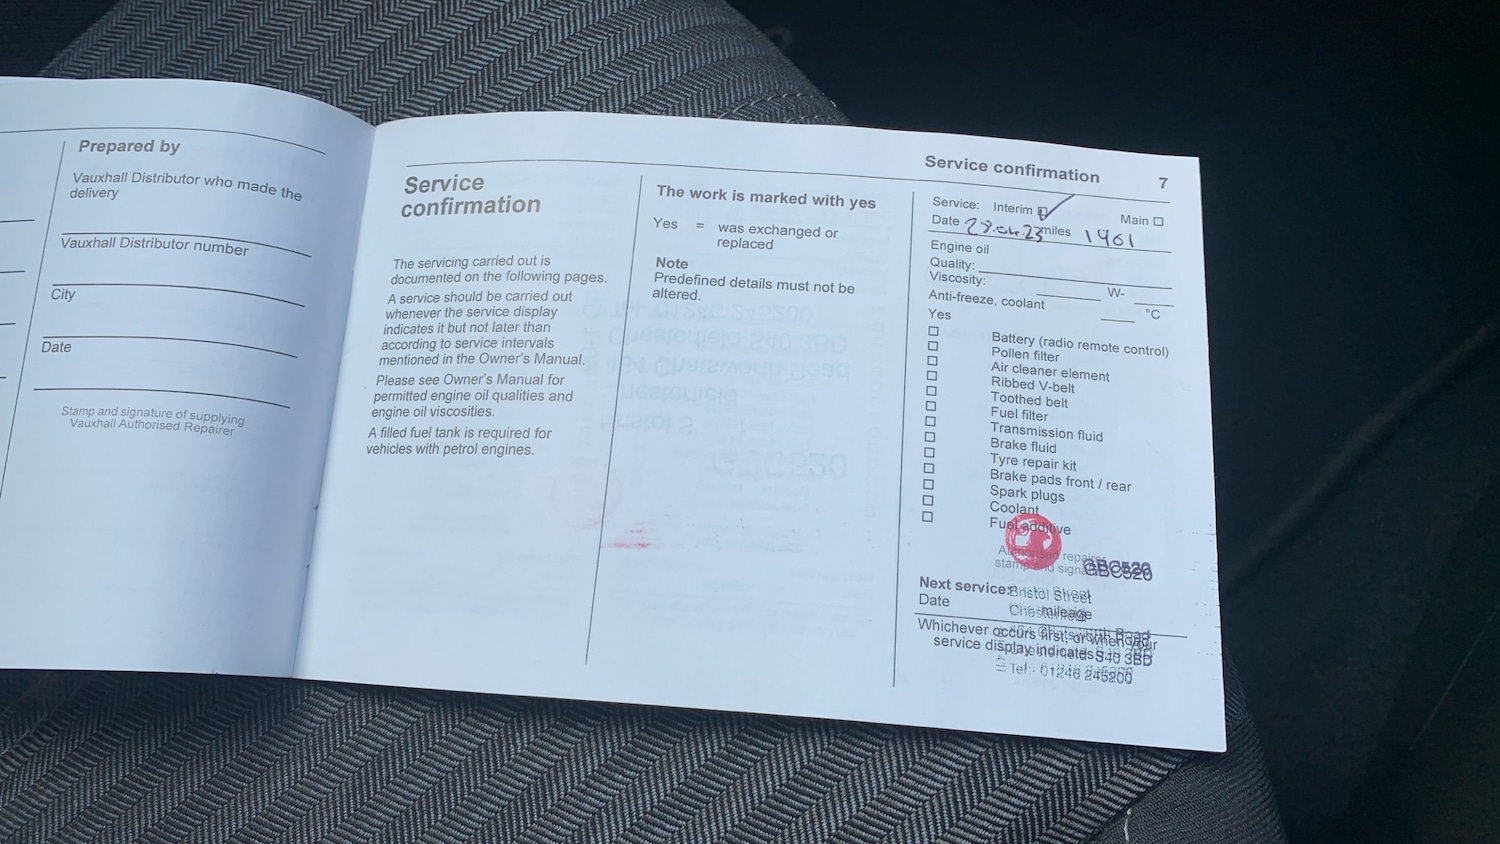 Prepared by
Vauxhall Distributor who made the
delivery
Vauxhall Distributor number
City
Date
Stamp and signature of supplying
Vauxhall Authorised Repairer
Service
confirmation
The servicing carried out is
documented on the following pages.
A service should be carried out
whenever the service display
indicates it but not later than
according to service intervals
mentioned in the Owner's Manual.
Please see Owner's Manual for
permitted engine oil qualities and
engine oil viscosities.
A filled fuel tank is required for
vehicles with petrol engines.
The work is marked with yes
Yes = was exchanged or
replaced
Note
Predefined details must not be
altered.
Service confirmation 7
Service: Interim Main
Date miles 1961
Engine oil
Quality:
Viscosity: W-
Anti-freeze, coolant °C
Yes
Battery (radio remote control)
Pollen filter
Air cleaner element
Ribbed V-belt
Toothed belt
Fuel filter
Transmission fluid
Brake fluid
Tyre repair kit
Brake pads front / rear
Spark plugs
Coolant
Fuel additive
Authorised repairer
stamp and signature
GBC520
Next service:
Bristol Street
Date mileage
Chesterfield
Whichever occurs first, or when your
service display indicates
S40 3BD
Tel:- 01246 245200